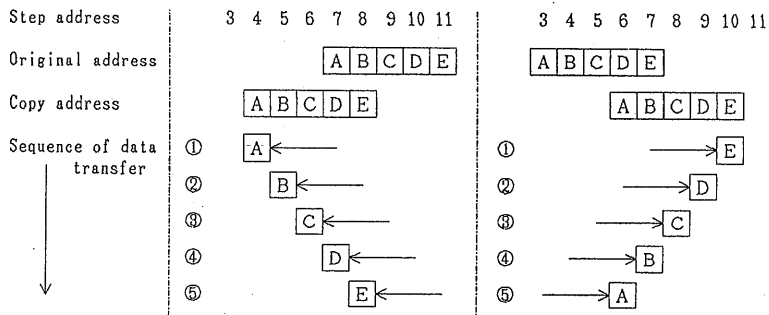 Step address 3 4 5 6 7 8 9 10 11 3 4 5 6 7 8 9 10 11
Original address A B C D E A B C D E
Copy address A B C D E A B C D E
Sequence of data ① A ① E
transfer
② B ② D
③ C ③ C
④ D ④ B
⑤ E ⑤ A